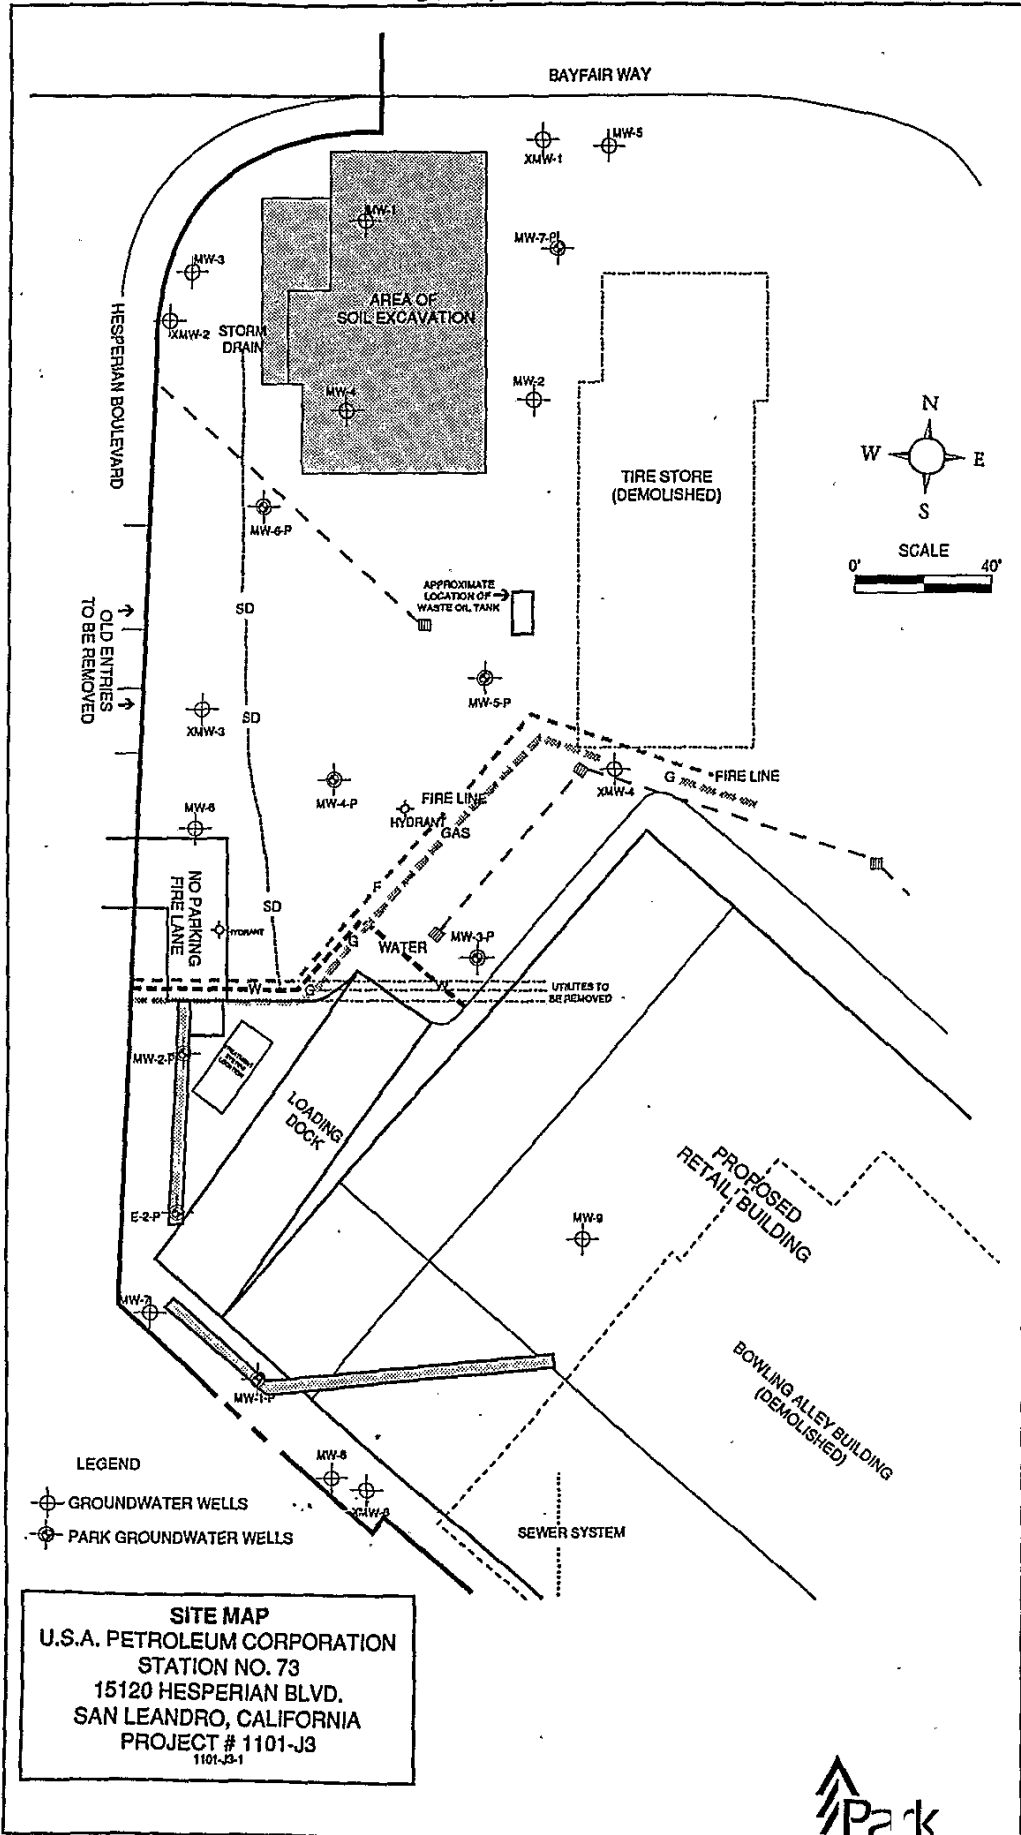 BAYFAIR WAY
XMW-1
MW-5
MW-1
MW-7-P
MW-3
AREA OF
SOIL EXCAVATION
XMW-2
STORM
DRAIN
HESPERIAN BOULEVARD
MW-4
MW-2
N
W
E
S
TIRE STORE
(DEMOLISHED)
SCALE
0'
40'
MW-6-P
APPROXIMATE
LOCATION OF
WASTE OIL TANK
SD
OLD ENTRIES
TO BE REMOVED
MW-5-P
XMW-3
SD
MW-4-P
FIRE LINE
HYDRANT
GAS
XMW-4
G
FIRE LINE
MW-6
NO PARKING
FIRE LANE
F
SD
HYDRANT
G
WATER
MW-3-P
W
G
W
UTILITES TO
BE REMOVED
MW-2-P
TREATMENT
SYSTEM
LOCATION
LOADING
DOCK
PROPOSED
RETAIL BUILDING
E-2-P
MW-9
MW-7
BOWLING ALLEY BUILDING
(DEMOLISHED)
MW-1-P
MW-8
SEWER SYSTEM
LEGEND
GROUNDWATER WELLS
PARK GROUNDWATER WELLS
SITE MAP
U.S.A. PETROLEUM CORPORATION
STATION NO. 73
15120 HESPERIAN BLVD.
SAN LEANDRO, CALIFORNIA
PROJECT # 1101-J3
1101-J3-1
Park